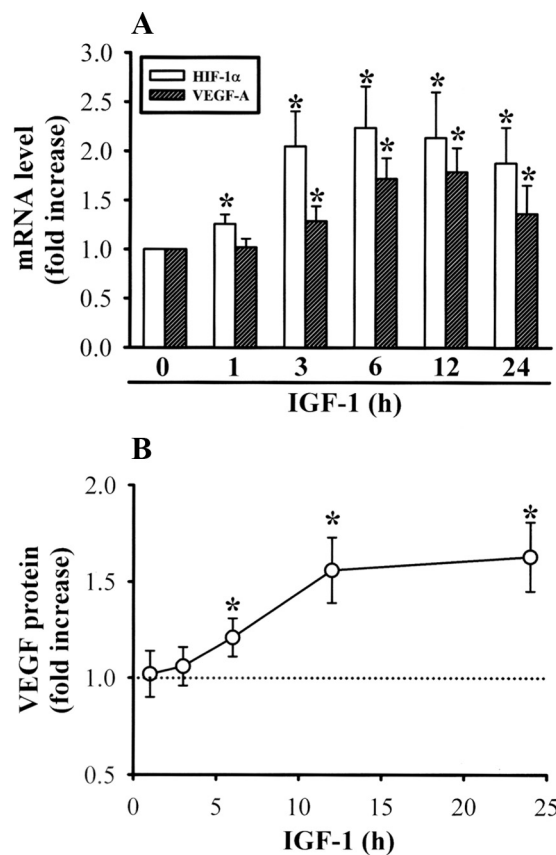 A
mRNA level
(fold increase)
3.0
2.5
2.0
1.5
1.0
0.5
0.0
HIF-1α
VEGF-A
*
*
*
*
*
*
*
*
*
0 1 3 6 12 24
IGF-1 (h)
B
VEGF protein
(fold increase)
2.0
1.5
1.0
0.5
*
*
*
0 5 10 15 20 25
IGF-1 (h)